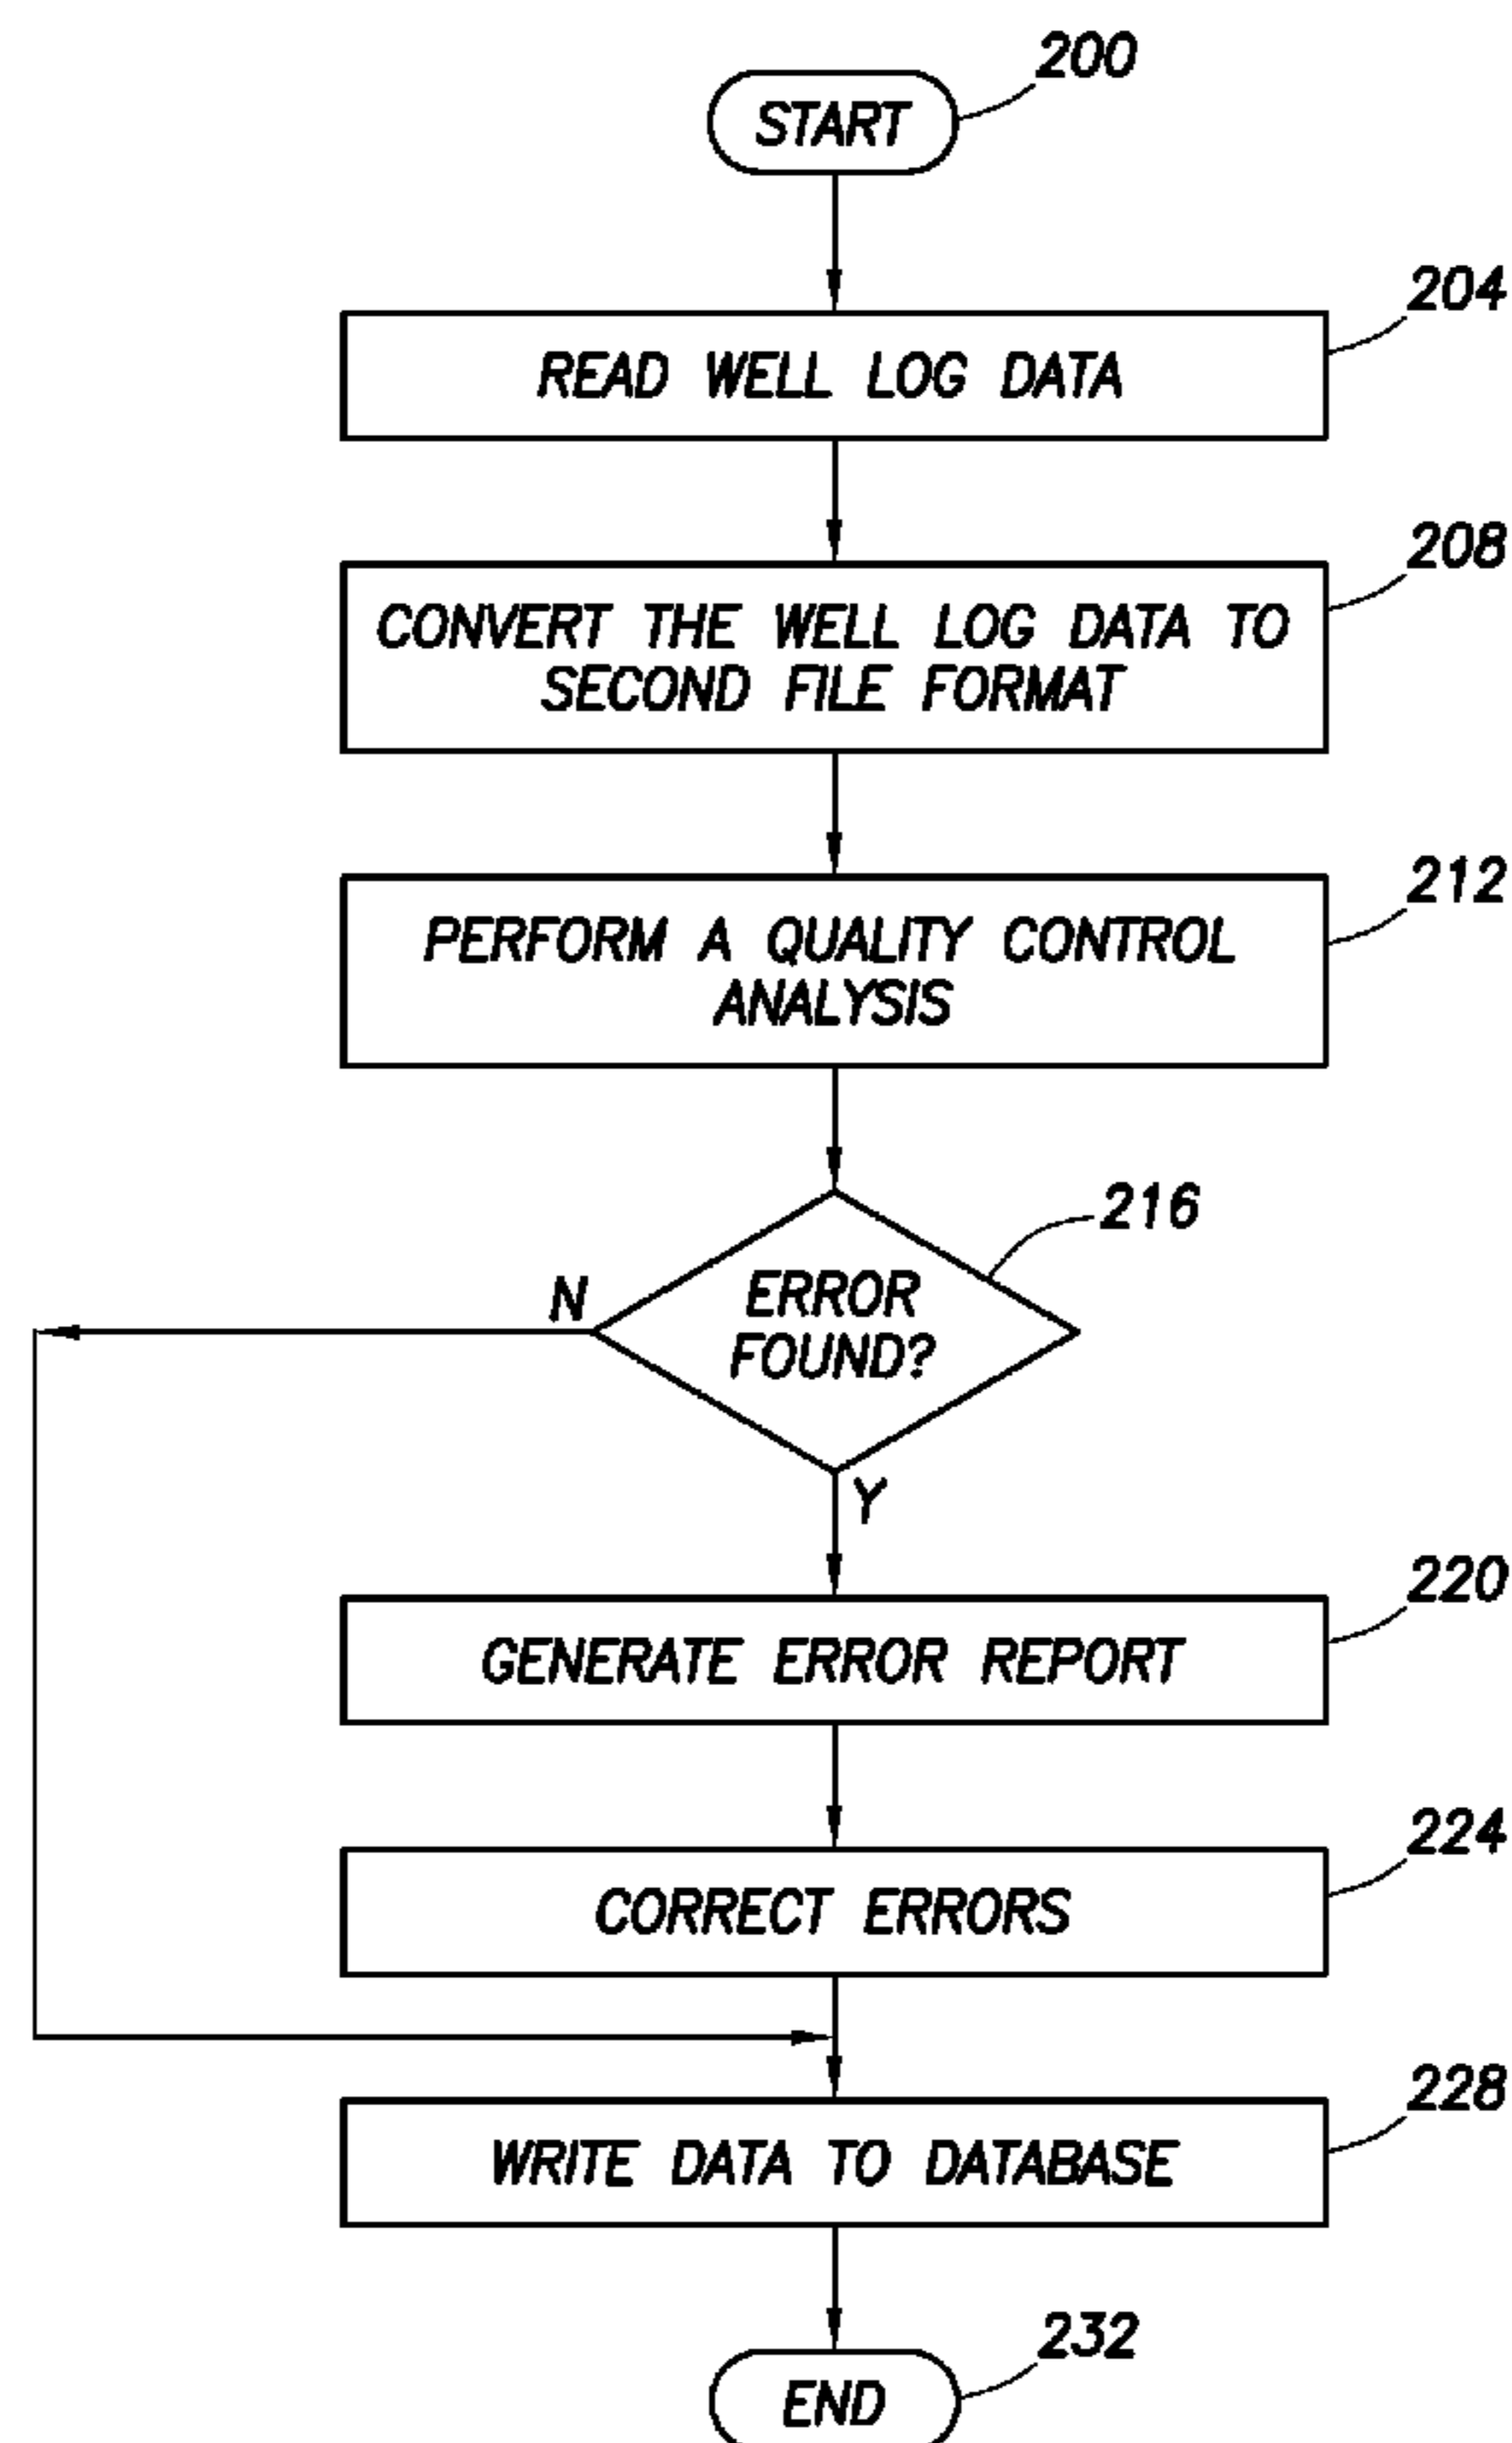 200
START
204
READ WELL LOG DATA
208
CONVERT THE WELL LOG DATA TO
SECOND FILE FORMAT
212
PERFORM A QUALITY CONTROL
ANALYSIS
216
N
ERROR
FOUND?
Y
220
GENERATE ERROR REPORT
224
CORRECT ERRORS
228
WRITE DATA TO DATABASE
232
END